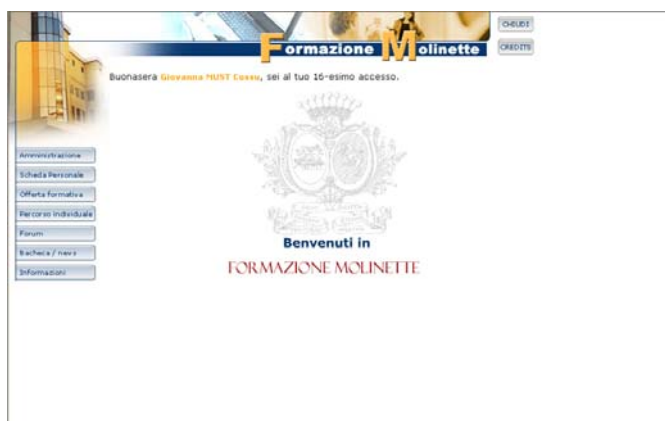 CHIUDI
Formazione Molinette
CREDITS
Buonasera Giovanna MUST Cossu, sei al tuo 16-esimo accesso.
Amministrazione
Scheda Personale
Offerta formativa
Percorso individuale
Forum
Bacheca / news
Informazioni
Benvenuti in
FORMAZIONE MOLINETTE